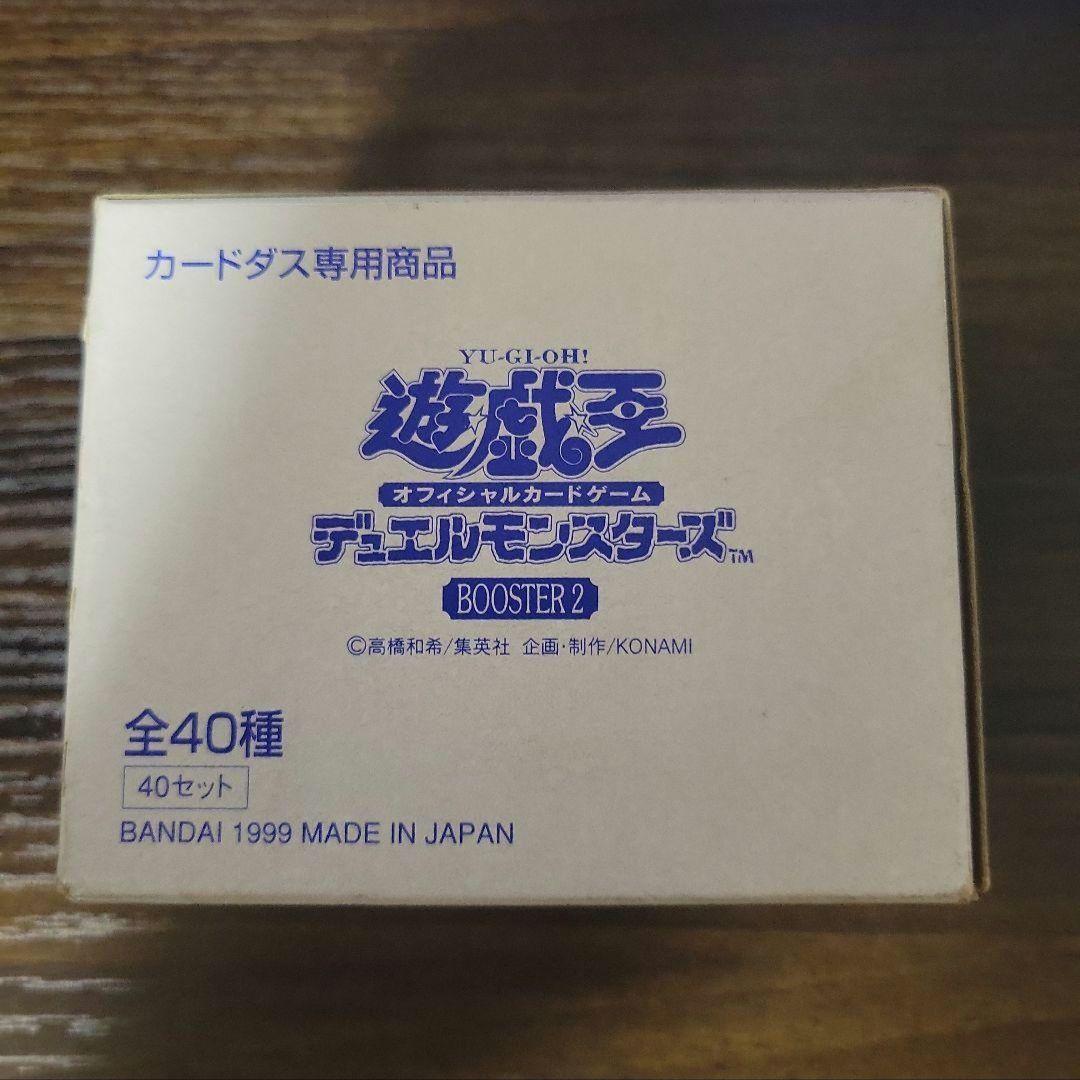 カードダス専用商品
YU-GI-OH!
遊☆戯☆王
オフィシャルカードゲーム
デュエルモンスターズ™
BOOSTER 2
©高橋和希/集英社 企画・制作/KONAMI
全40種
40セット
BANDAI 1999 MADE IN JAPAN